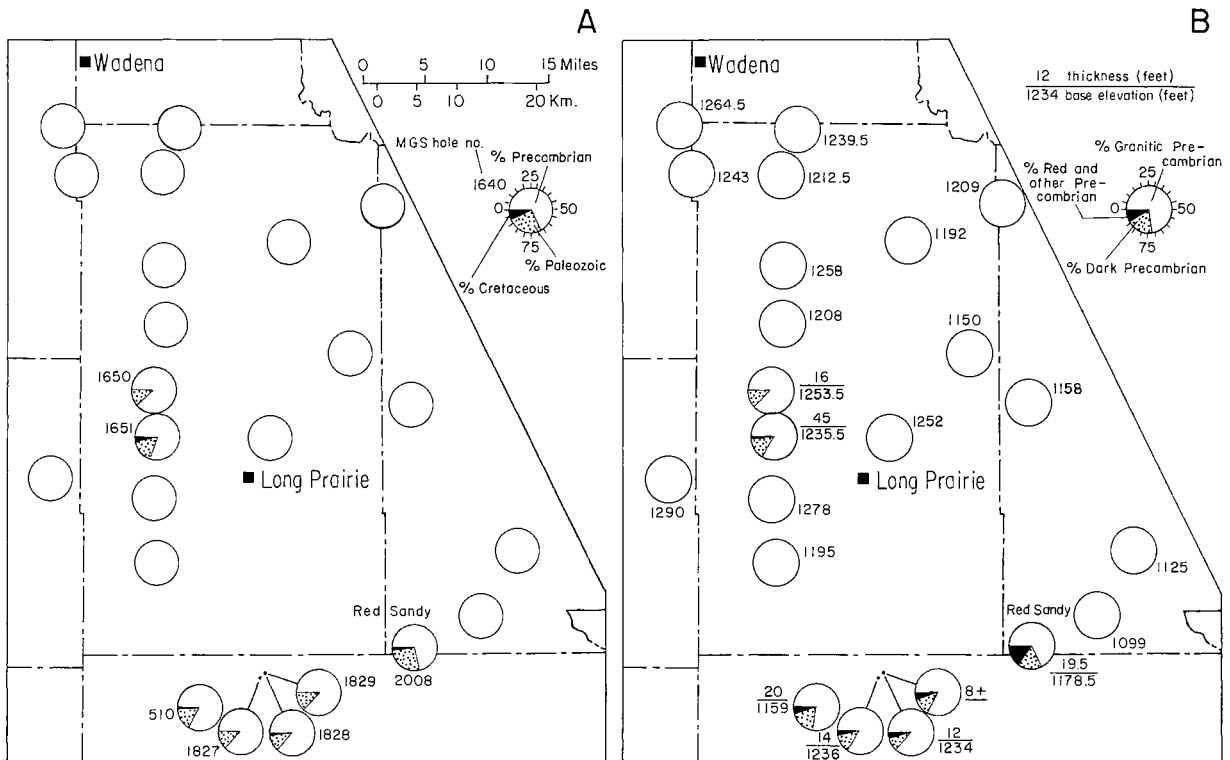 A
Wadena
0 5 10 15 Miles
0 5 10 20 Km.
MGS hole no.
1640
% Precambrian
25
0
50
75
% Paleozoic
% Cretaceous
1650
1651
Long Prairie
Red Sandy
2008
1829
510
1827
1828
B
Wadena
12 thickness (feet)
1234 base elevation (feet)
1264.5
1239.5
1243
1212.5
% Granitic Pre-
cambrian
% Red and
other Pre-
cambrian
25
0
50
75
% Dark Precambrian
1209
1192
1258
1208
1150
16
1253.5
1158
45
1235.5
1252
Long Prairie
1290
1278
1195
1125
Red Sandy
1099
19.5
1178.5
20
1159
8+
14
1236
12
1234